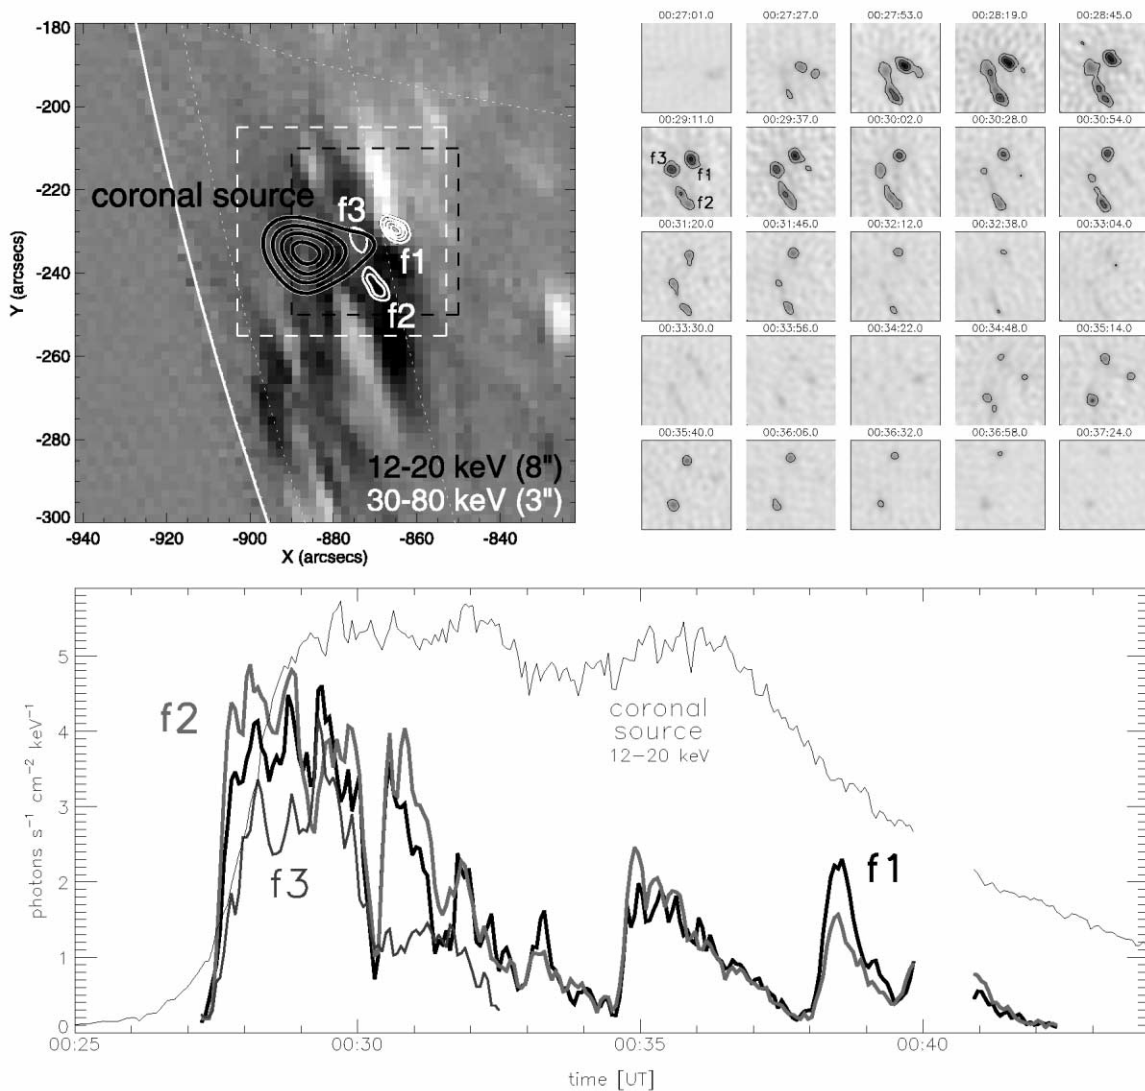 -180
-200
-220
-240
-260
-280
-300
Y (arcsecs)
coronal source
f3
f1
f2
12-20 keV (8")
30-80 keV (3")
-940 -920 -900 -880 -860 -840
X (arcsecs)
00:27:01.0 00:27:27.0 00:27:53.0 00:28:19.0 00:28:45.0
00:29:11.0 00:29:37.0 00:30:02.0 00:30:28.0 00:30:54.0
f3
f1
f2
00:31:20.0 00:31:46.0 00:32:12.0 00:32:38.0 00:33:04.0
00:33:30.0 00:33:56.0 00:34:22.0 00:34:48.0 00:35:14.0
00:35:40.0 00:36:06.0 00:36:32.0 00:36:58.0 00:37:24.0
5
4
3
2
1
0
photons s⁻¹ cm⁻² keV⁻¹
f2
f3
coronal
source
12–20 keV
f1
00:25 00:30 00:35 00:40
time [UT]